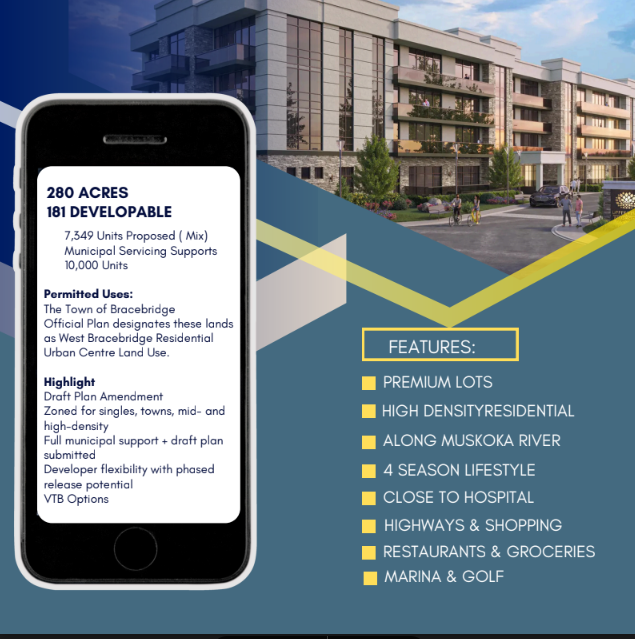 280 ACRES
181 DEVELOPABLE
7,349 Units Proposed ( Mix)
Municipal Servicing Supports
10,000 Units
Permitted Uses:
The Town of Bracebridge
Official Plan designates these lands
as West Bracebridge Residential
Urban Centre Land Use.
Highlight
Draft Plan Amendment
Zoned for singles, towns, mid- and
high-density
Full municipal support + draft plan
submitted
Developer flexibility with phased
release potential
VTB Options
FEATURES:
PREMIUM LOTS
HIGH DENSITYRESIDENTIAL
ALONG MUSKOKA RIVER
4 SEASON LIFESTYLE
CLOSE TO HOSPITAL
HIGHWAYS & SHOPPING
RESTAURANTS & GROCERIES
MARINA & GOLF